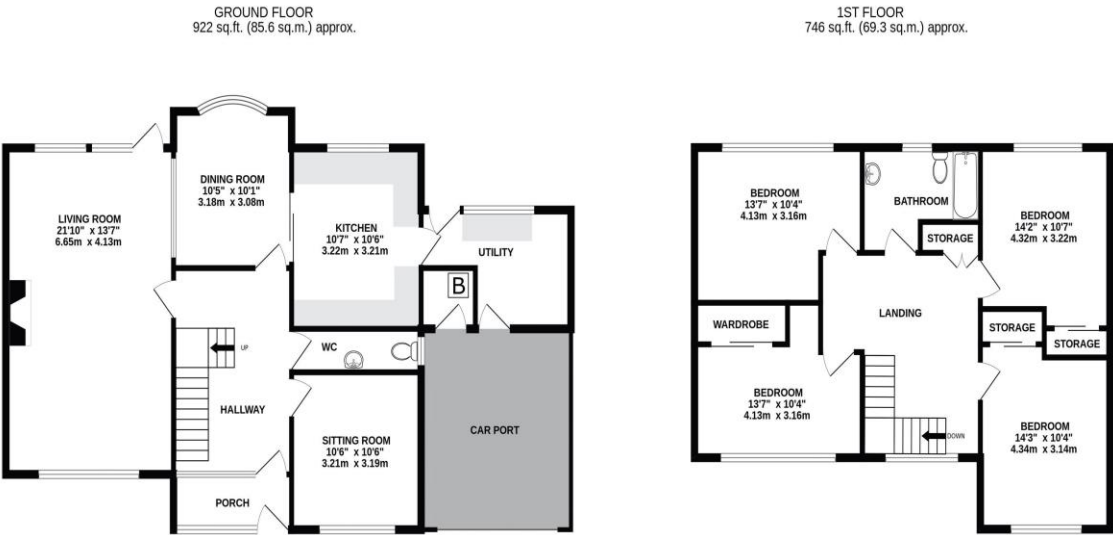 GROUND FLOOR
922 sq.ft. (85.6 sq.m.) approx.
DINING ROOM
10'5" x 10'1"
3.18m x 3.08m
LIVING ROOM
21'10" x 13'7"
6.65m x 4.13m
KITCHEN
10'7" x 10'6"
3.22m x 3.21m
UTILITY
B
UP
WC
HALLWAY
SITTING ROOM
10'6" x 10'6"
3.21m x 3.19m
CAR PORT
PORCH
1ST FLOOR
746 sq.ft. (69.3 sq.m.) approx.
BEDROOM
13'7" x 10'4"
4.13m x 3.16m
BATHROOM
BEDROOM
14'2" x 10'7"
4.32m x 3.22m
STORAGE
LANDING
WARDROBE
STORAGE
STORAGE
BEDROOM
13'7" x 10'4"
4.13m x 3.16m
DOWN
BEDROOM
14'3" x 10'4"
4.34m x 3.14m